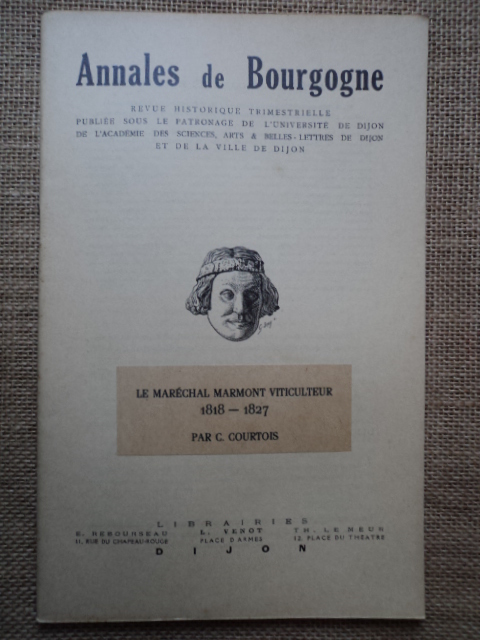 Annales de Bourgogne
REVUE HISTORIQUE TRIMESTRIELLE
PUBLIÉE SOUS LE PATRONAGE DE L'UNIVERSITÉ DE DIJON
DE L'ACADÉMIE DES SCIENCES, ARTS & BELLES-LETTRES DE DIJON
ET DE LA VILLE DE DIJON
LE MARÉCHAL MARMONT VITICULTEUR
1818 — 1827
PAR C. COURTOIS
LIBRAIRIES
E. REBOURSEAU L. VENOT TH. LE MEUR
11, RUE DU CHAPEAU-ROUGE PLACE D'ARMES 12, PLACE DU THEATRE
DIJON